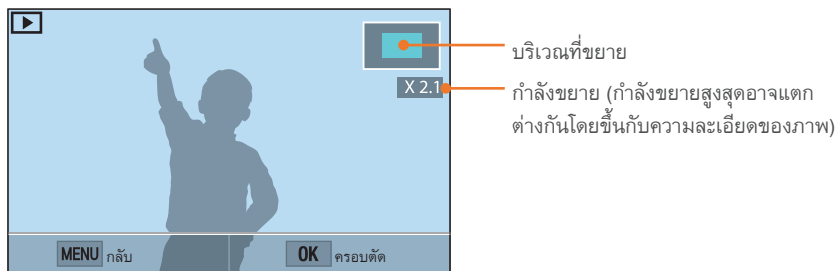 บริเวณที่ขยาย
X 2.1
กำลังขยาย (กำลังขยายสูงสุดอาจแตก
ต่างกันโดยขึ้นกับความละเอียดของภาพ)
MENU กลับ
OK ครอบตัด